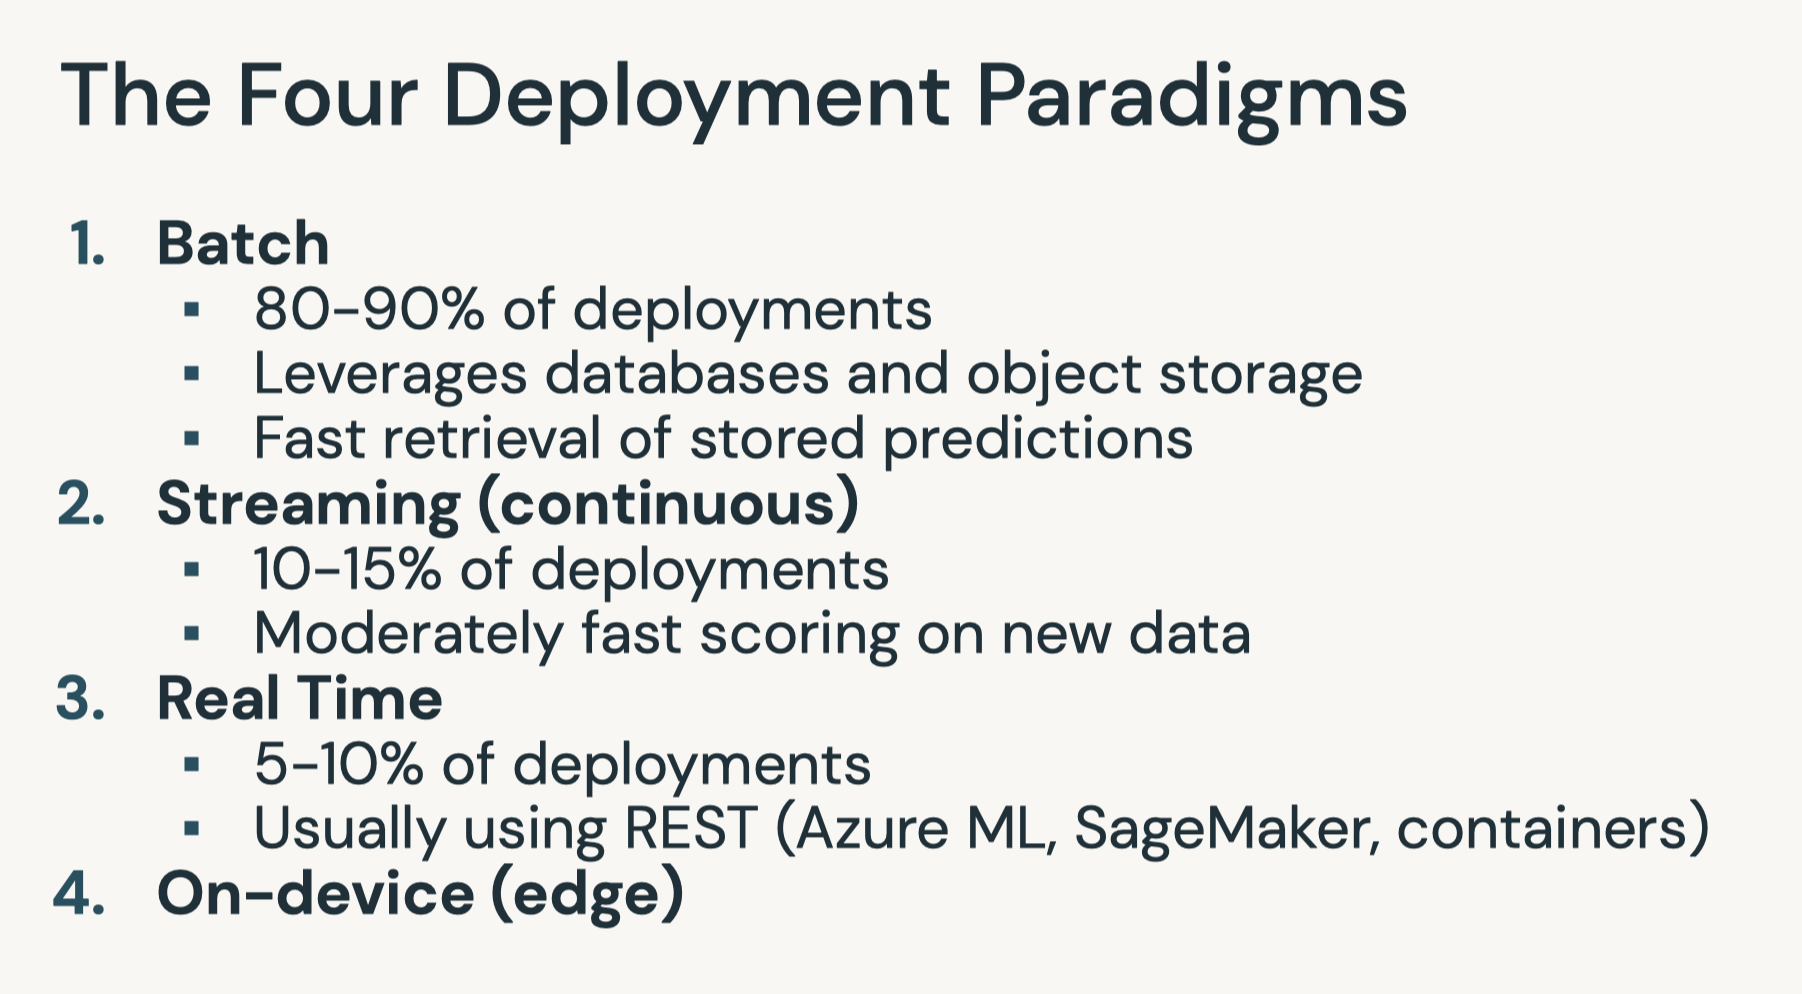 The Four Deployment Paradigms
1. Batch
▪ 80–90% of deployments
▪ Leverages databases and object storage
▪ Fast retrieval of stored predictions
2. Streaming (continuous)
▪ 10–15% of deployments
▪ Moderately fast scoring on new data
3. Real Time
▪ 5–10% of deployments
▪ Usually using REST (Azure ML, SageMaker, containers)
4. On-device (edge)